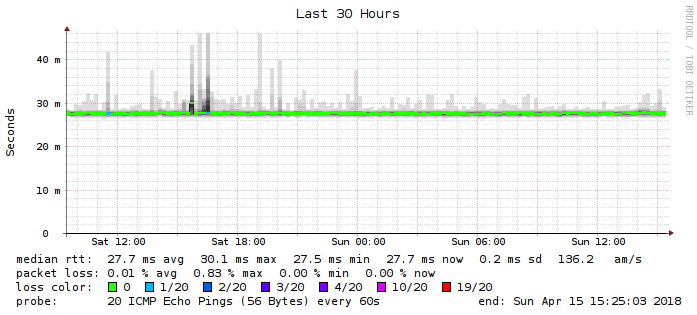 Last 30 Hours
RRDTOOL / TOBI OETIKER
Seconds
40 m
30 m
20 m
10 m
0
Sat 12:00 Sat 18:00 Sun 00:00 Sun 06:00 Sun 12:00
median rtt: 27.7 ms avg 30.1 ms max 27.5 ms min 27.7 ms now 0.2 ms sd 136.2 am/s
packet loss: 0.01 % avg 0.83 % max 0.00 % min 0.00 % now
loss color: 0 1/20 2/20 3/20 4/20 10/20 19/20
probe: 20 ICMP Echo Pings (56 Bytes) every 60s end: Sun Apr 15 15:25:03 2018